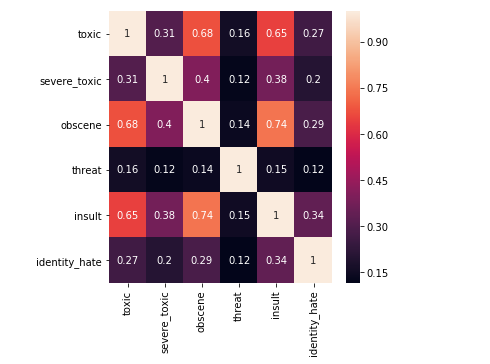 toxic 1 0.31 0.68 0.16 0.65 0.27
severe_toxic 0.31 1 0.4 0.12 0.38 0.2
obscene 0.68 0.4 1 0.14 0.74 0.29
threat 0.16 0.12 0.14 1 0.15 0.12
insult 0.65 0.38 0.74 0.15 1 0.34
identity_hate 0.27 0.2 0.29 0.12 0.34 1
toxic severe_toxic obscene threat insult identity_hate
0.90
0.75
0.60
0.45
0.30
0.15